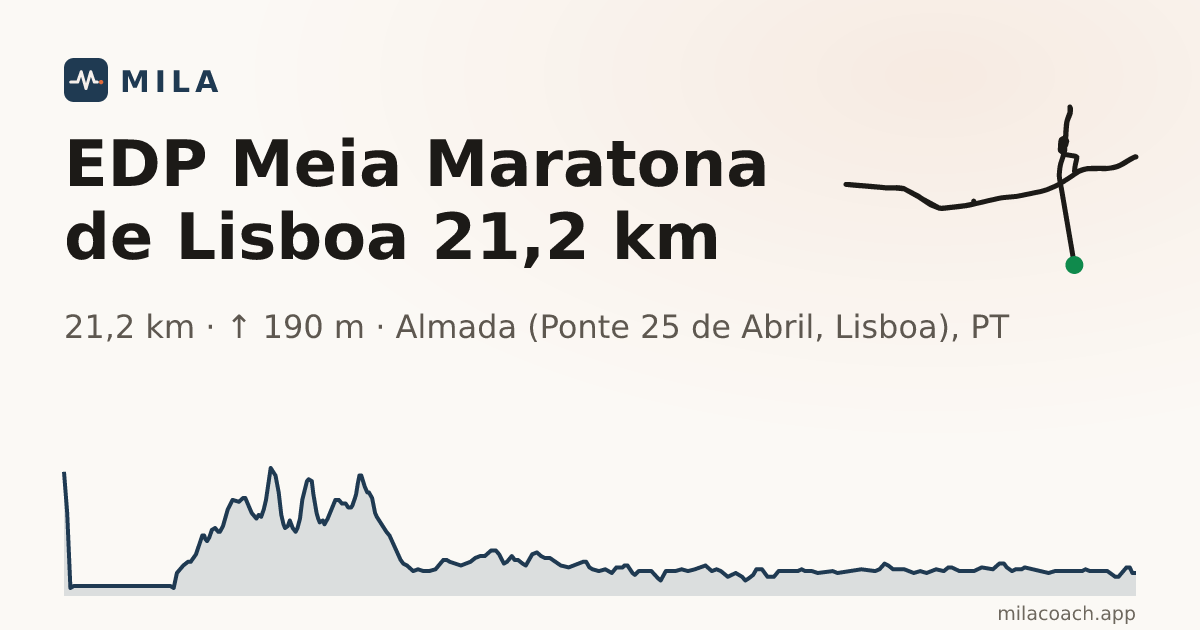 MILA
EDP Meia Maratona
de Lisboa 21,2 km
21,2 km · ↑ 190 m · Almada (Ponte 25 de Abril, Lisboa), PT
milacoach.app